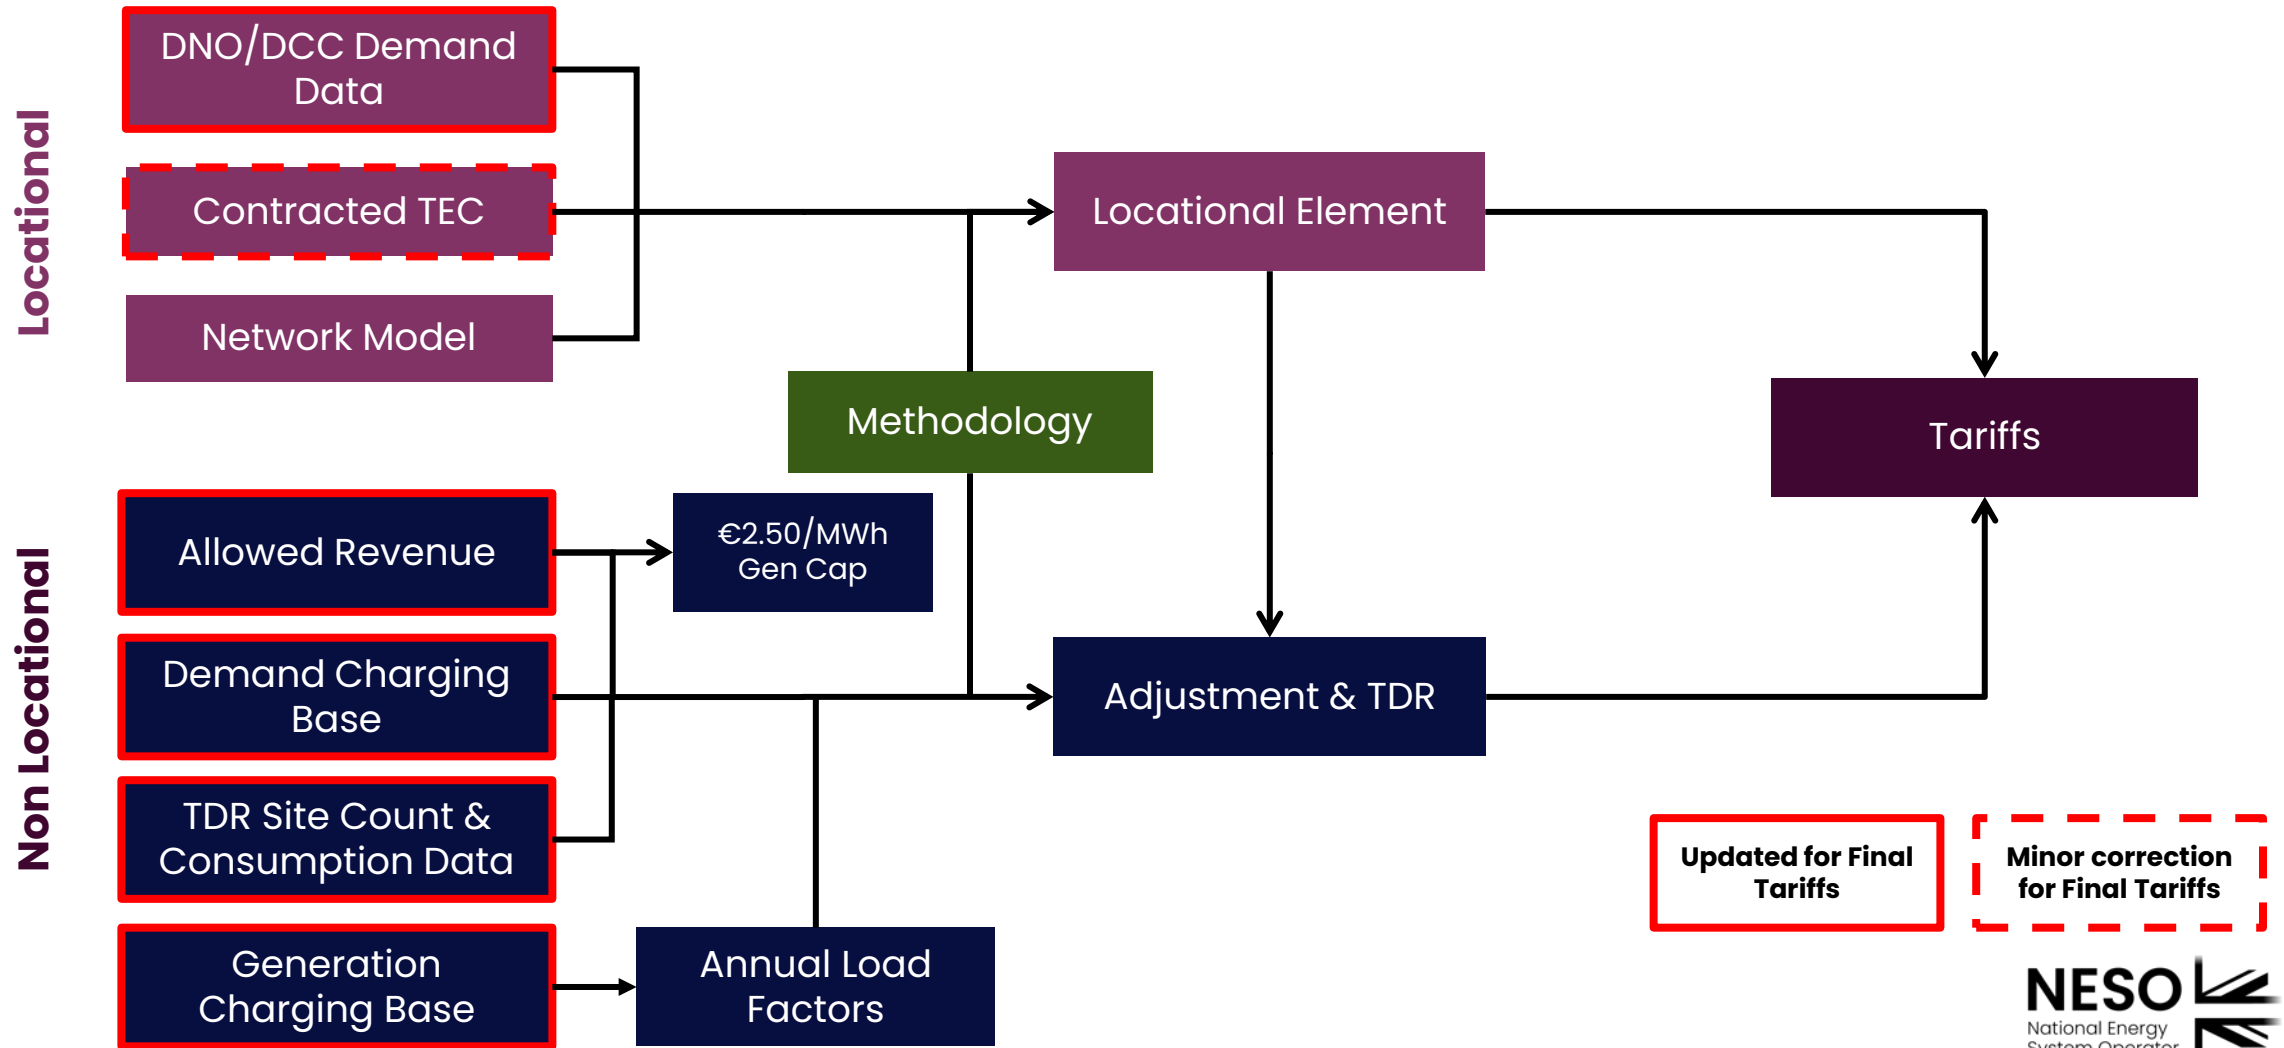 Locational
DNO/DCC Demand
Data
Contracted TEC
Network Model
Locational Element
Methodology
Tariffs
Non Locational
Allowed Revenue
€2.50/MWh
Gen Cap
Demand Charging
Base
Adjustment & TDR
TDR Site Count &
Consumption Data
Generation
Charging Base
Annual Load
Factors
Updated for Final
Tariffs
Minor correction
for Final Tariffs
NESO
National Energy
System Operator